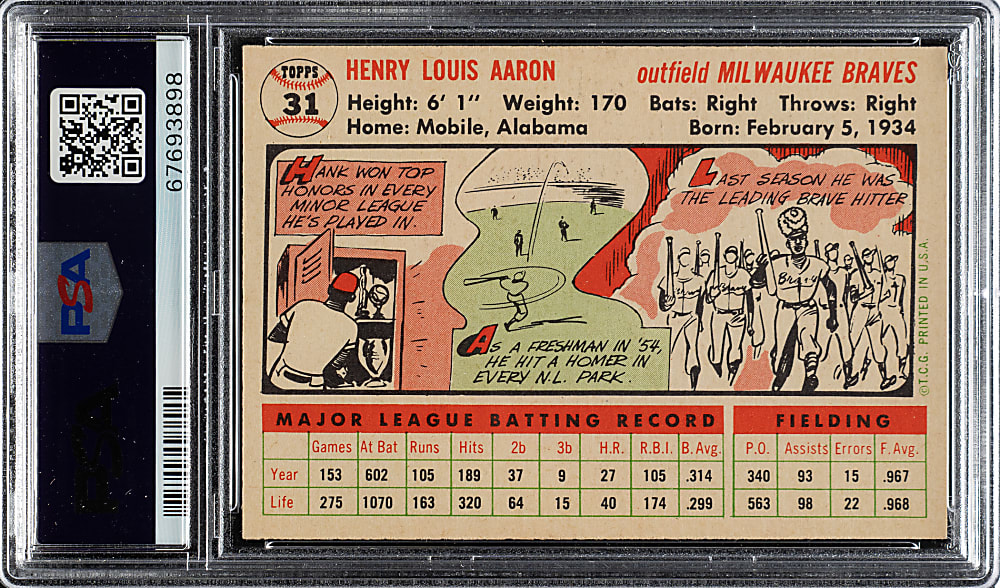 67693898
PSA
TOPPS
31
HENRY LOUIS AARON outfield MILWAUKEE BRAVES
Height: 6' 1" Weight: 170 Bats: Right Throws: Right
Home: Mobile, Alabama Born: February 5, 1934
HANK WON TOP
HONORS IN EVERY
MINOR LEAGUE
HE'S PLAYED IN.
AS A FRESHMAN IN '54,
HE HIT A HOMER IN
EVERY N.L. PARK.
LAST SEASON HE WAS
THE LEADING BRAVE HITTER
Braves
©T.C.G. PRINTED IN U.S.A.
MAJOR LEAGUE BATTING RECORD FIELDING
Games At Bat Runs Hits 2b 3b H.R. R.B.I. B.Avg. P.O. Assists Errors F. Avg.
Year 153 602 105 189 37 9 27 105 .314 340 93 15 .967
Life 275 1070 163 320 64 15 40 174 .299 563 98 22 .968